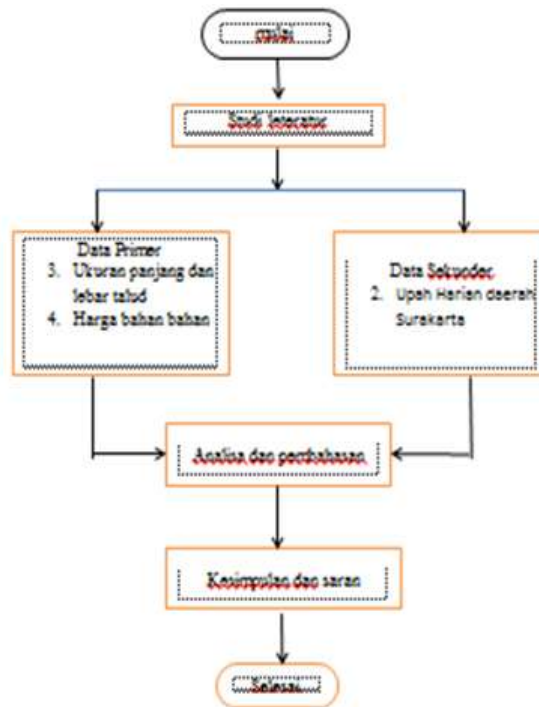 mulai
Studi leteratur
Data Primer
3. Ukuran panjang dan
lebar talud
4. Harga bahan bahan
Data Sekunder
2. Upah Harian daerah
Surakarta
Analisa dan pembahasan
Kesimpulan dan saran
Selesai